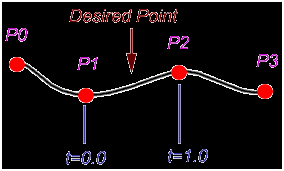 Desired Point
P0
P1
P2
P3
t=0.0
t=1.0